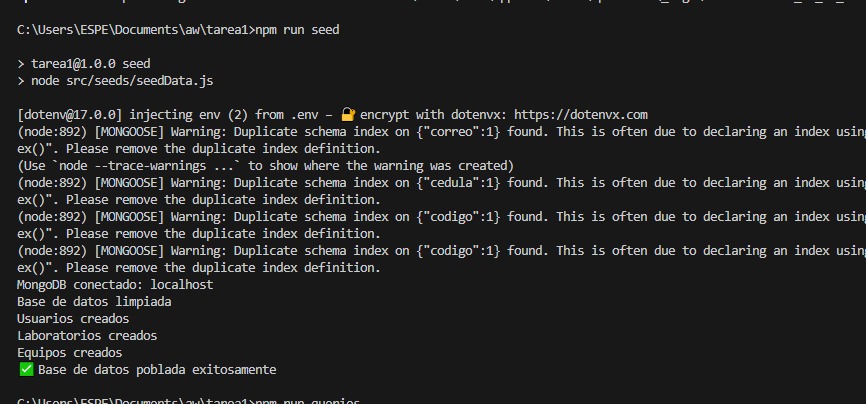 C:\Users\ESPE\Documents\aw\tarea1>npm run seed
> tarea1@1.0.0 seed
> node src/seeds/seedData.js
[dotenv@17.0.0] injecting env (2) from .env – 🔐 encrypt with dotenvx: https://dotenvx.com
(node:892) [MONGOOSE] Warning: Duplicate schema index on {"correo":1} found. This is often due to declaring an index using
ex()". Please remove the duplicate index definition.
(Use `node --trace-warnings ...` to show where the warning was created)
(node:892) [MONGOOSE] Warning: Duplicate schema index on {"cedula":1} found. This is often due to declaring an index using
ex()". Please remove the duplicate index definition.
(node:892) [MONGOOSE] Warning: Duplicate schema index on {"codigo":1} found. This is often due to declaring an index using
ex()". Please remove the duplicate index definition.
(node:892) [MONGOOSE] Warning: Duplicate schema index on {"codigo":1} found. This is often due to declaring an index using
ex()". Please remove the duplicate index definition.
MongoDB conectado: localhost
Base de datos limpiada
Usuarios creados
Laboratorios creados
Equipos creados
✅ Base de datos poblada exitosamente
C:\Users\ESPE\Documents\aw\tarea1>npm run queries